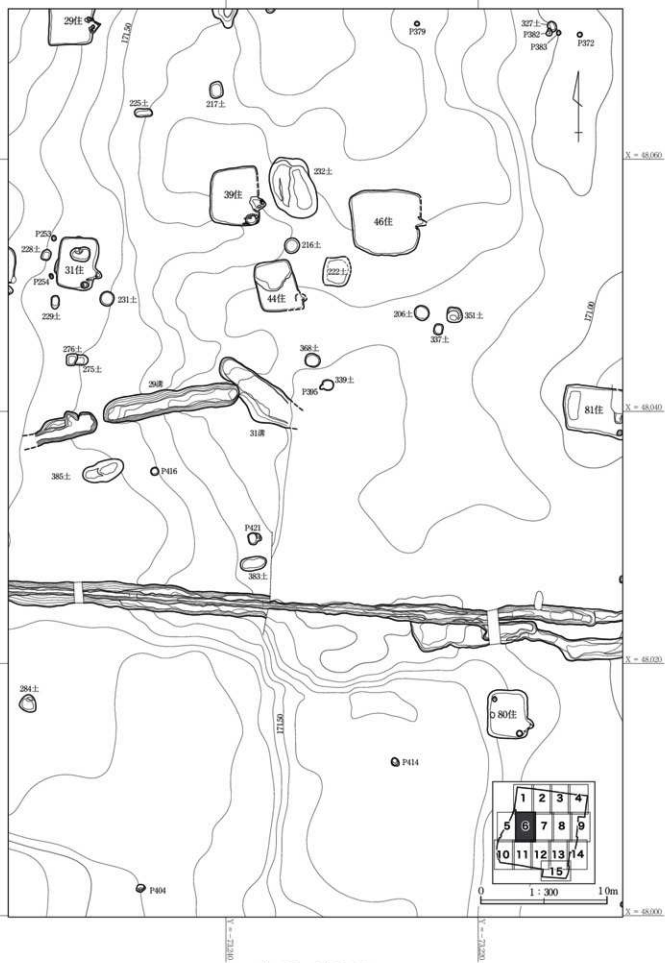 29住
171.50
P379
327土
P382
P383
P372
225土
217土
X = 48,060
232土
39住
46住
P253
228土
31住
216土
P254
222土
44住
229土
231土
206土
351土
337土
171.00
276土
275土
368土
29溝
P395
339土
81住
X = 48,040
31溝
385土
P416
P421
383土
X = 48,020
284土
171.50
80住
P414
1 2 3 4
5 6 7 8 9
10 11 12 13 14
15
P404
0 1：300 10m
X = 48,000
Y = -73,240
Y = -73,220